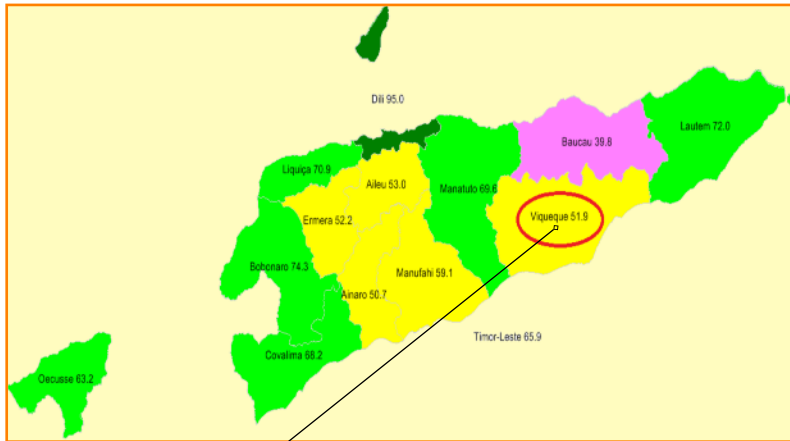 Dili 95.0
Lautem 72.0
Baucau 39.8
Liquiça 70.9
Aileu 53.0
Manatuto 69.6
Viqueque 51.9
Ermera 52.2
Bobonaro 74.3
Manufahi 59.1
Ainaro 50.7
Timor-Leste 65.9
Covalima 68.2
Oecusse 63.2